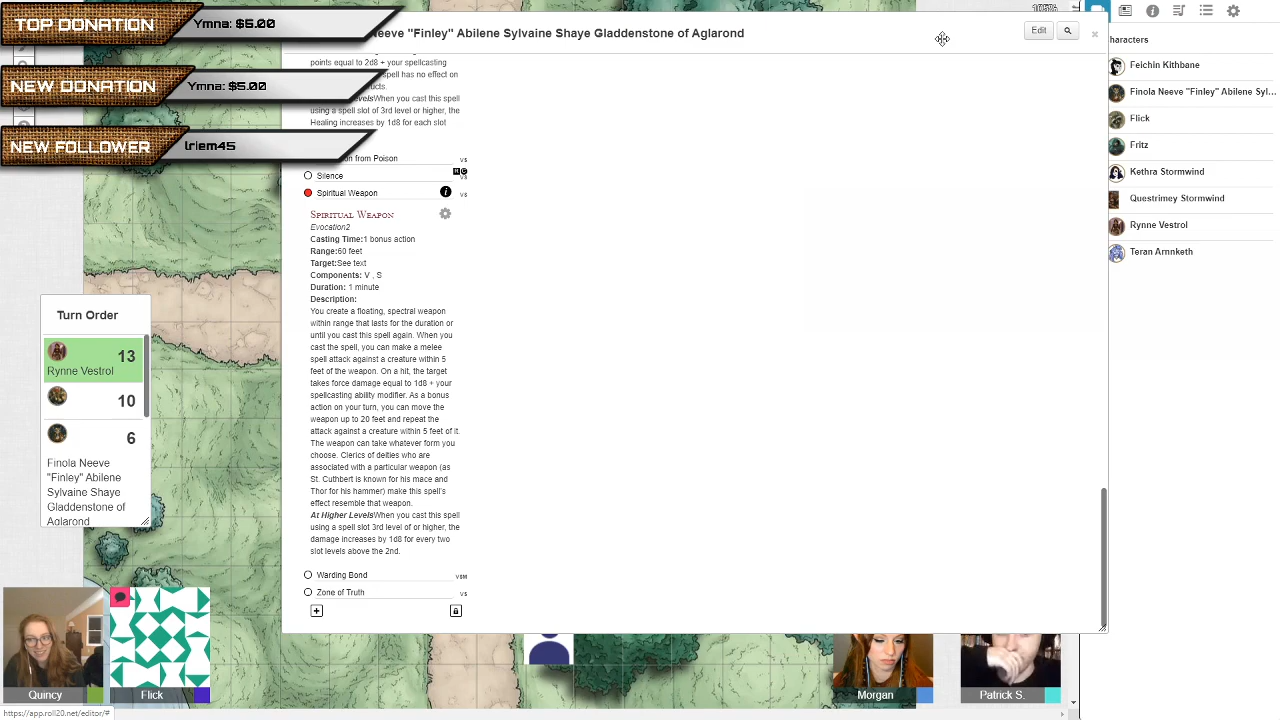 TOP DONATION
Ymna: $5.00
NEW DONATION
Ymna: $5.00
NEW FOLLOWER
lriem45
Neeve "Finley" Abilene Sylvaine Shaye Gladdenstone of Aglarond
Edit
points equal to 2d8 + your spellcasting
spell has no effect on
When you cast this spell
using a spell slot of 3rd level or higher, the
Healing increases by 1d8 for each slot
from Poison
VS
Silence
VS
Spiritual Weapon
VS
Spiritual Weapon
Evocation2
Casting Time:1 bonus action
Range:60 feet
Target:See text
Components: V , S
Duration: 1 minute
Description:
You create a floating, spectral weapon
within range that lasts for the duration or
until you cast this spell again. When you
cast the spell, you can make a melee
spell attack against a creature within 5
feet of the weapon. On a hit, the target
takes force damage equal to 1d8 + your
spellcasting ability modifier. As a bonus
action on your turn, you can move the
weapon up to 20 feet and repeat the
attack against a creature within 5 feet of it.
The weapon can take whatever form you
choose. Clerics of deities who are
associated with a particular weapon (as
St. Cuthbert is known for his mace and
Thor for his hammer) make this spell's
effect resemble that weapon.
At Higher LevelsWhen you cast this spell
using a spell slot 3rd level of or higher, the
damage increases by 1d8 for every two
slot levels above the 2nd.
Warding Bond
VSM
Zone of Truth
VS
Turn Order
13
Rynne Vestrol
10
6
Finola Neeve
"Finley" Abilene
Sylvaine Shaye
Gladdenstone of
Aglarond
haracters
Feichin Kithbane
Finola Neeve "Finley" Abilene Syl...
Flick
Fritz
Kethra Stormwind
Questrimey Stormwind
Rynne Vestrol
Teran Arnnketh
Quincy
Flick
Morgan
Patrick S.
https://app.roll20.net/editor/#